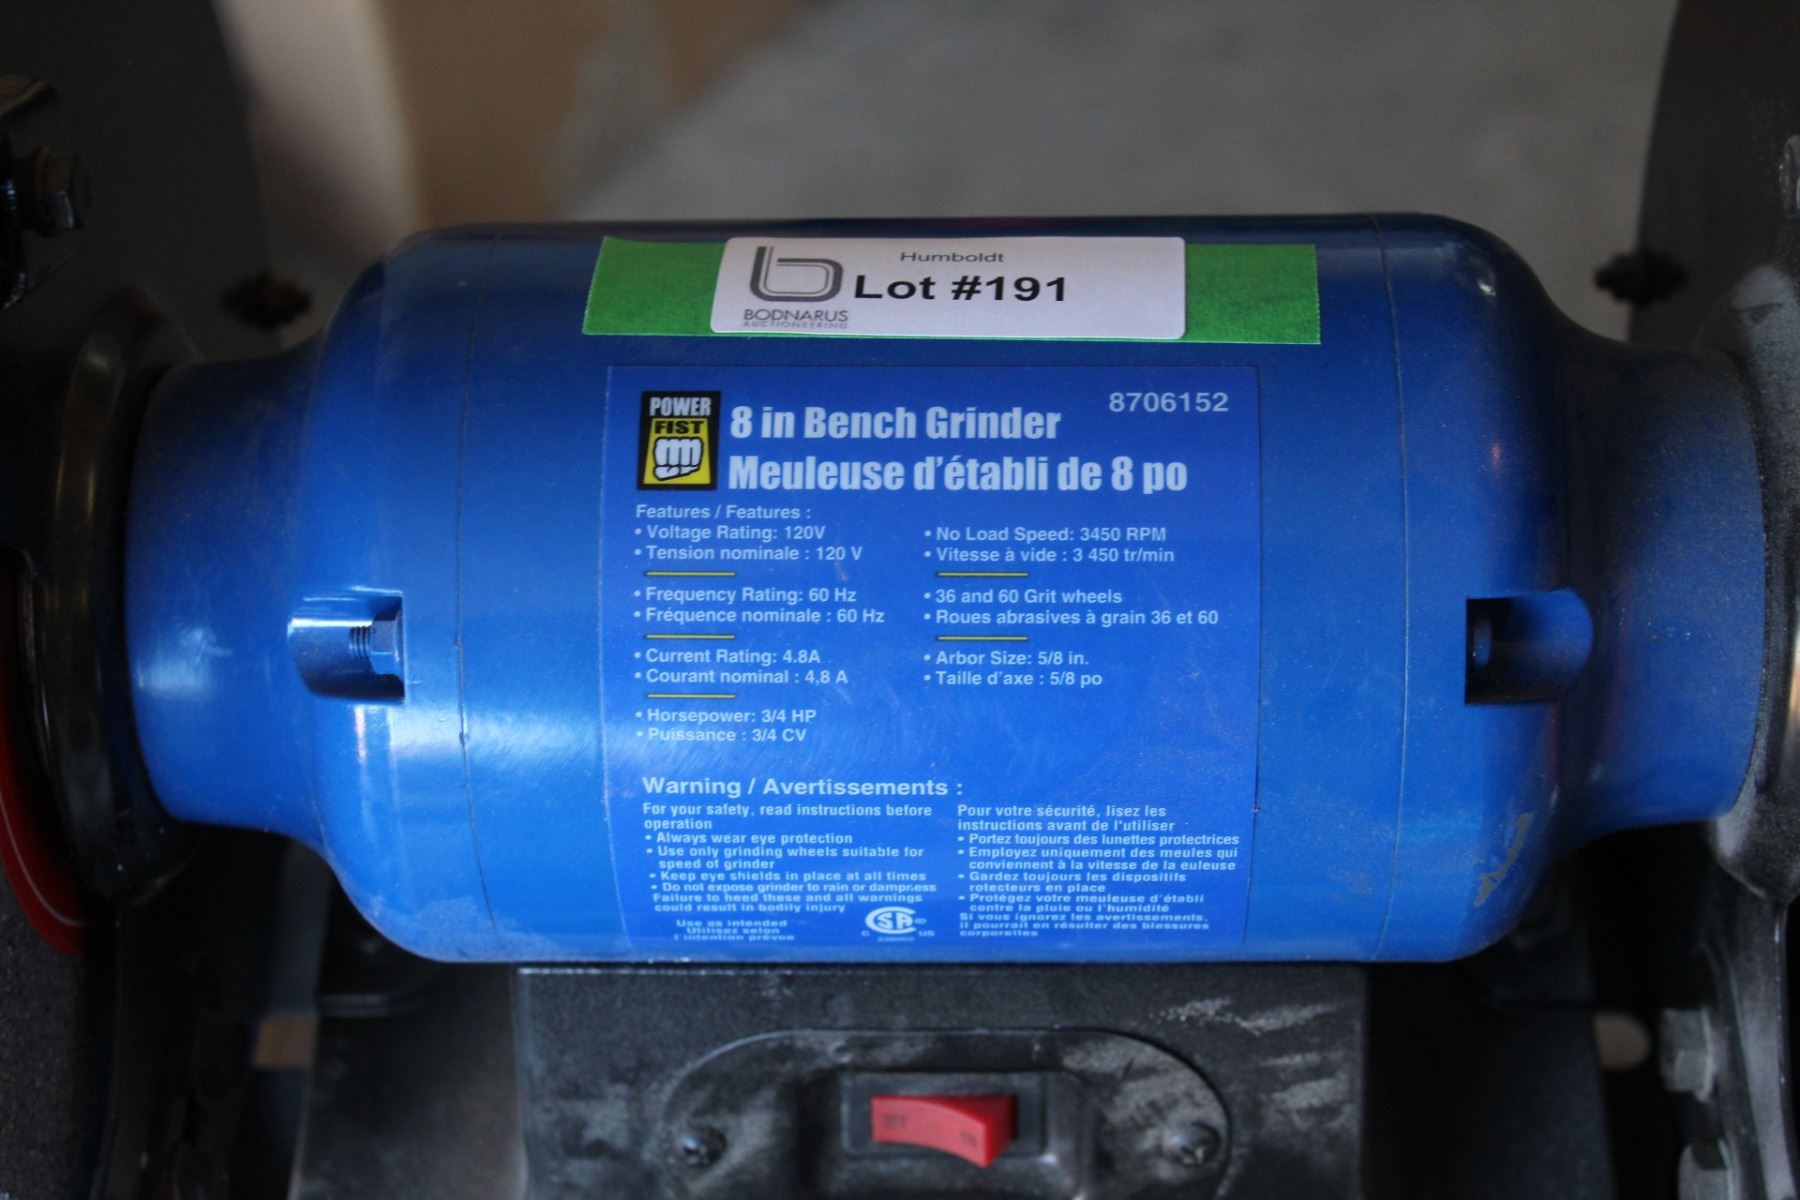 Humboldt
Lot #191
BODNARUS
AUCTIONEERING
POWER
FIST
8706152
8 in Bench Grinder
Meuleuse d'établi de 8 po
Features / Features :
• Voltage Rating: 120V
• Tension nominale : 120 V
• Frequency Rating: 60 Hz
• Fréquence nominale : 60 Hz
• Current Rating: 4.8A
• Courant nominal : 4,8 A
• Horsepower: 3/4 HP
• Puissance : 3/4 CV
• No Load Speed: 3450 RPM
• Vitesse à vide : 3 450 tr/min
• 36 and 60 Grit wheels
• Roues abrasives à grain 36 et 60
• Arbor Size: 5/8 in.
• Taille d'axe : 5/8 po
Warning / Avertissements :
For your safety, read instructions before
operation
• Always wear eye protection
• Use only grinding wheels suitable for
speed of grinder
• Keep eye shields in place at all times
• Do not expose grinder to rain or dampress
Failure to heed these and all warnings
could result in bodily injury
Use as intended
Utilisez selon
l'intention prévue
Pour votre sécurité, lisez les
instructions avant de l'utiliser
• Portez toujours des lunettes protectrices
• Employez uniquement des meules qui
conviennent à la vitesse de la euleuse
• Gardez toujours les dispositifs
rotecteurs en place
• Protégez votre meuleuse d'établi
contre la pluie ou l'humidité
Si vous ignorez les avertissements,
il pourrait en résulter des blessures
corporelles
CSA
C US